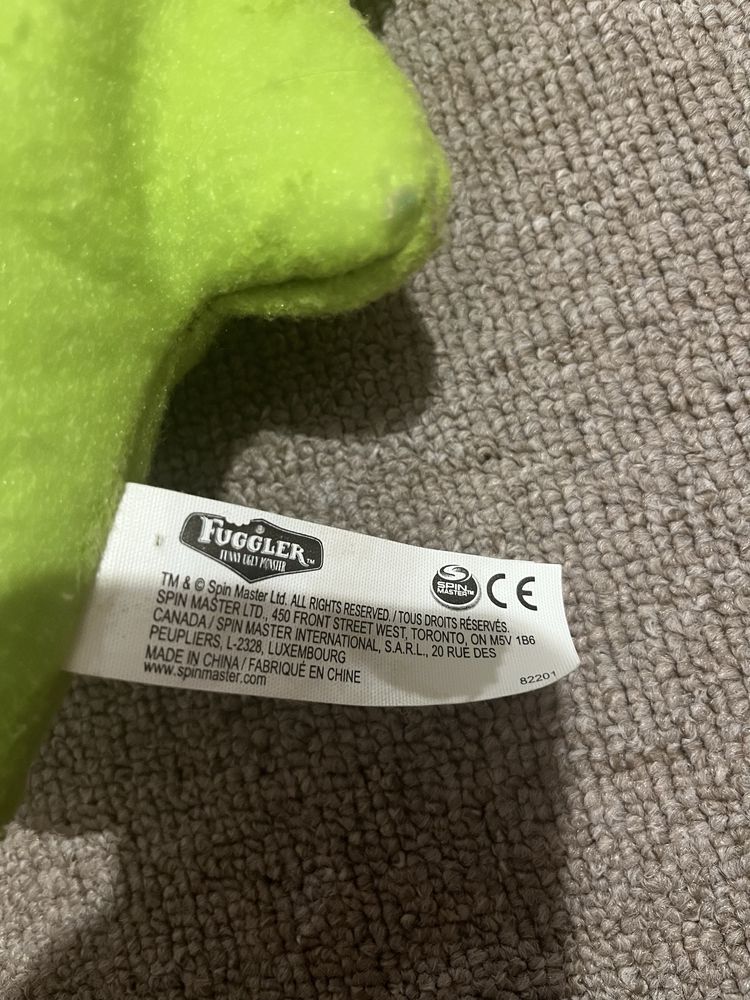 FUGGLER™
FUNNY UGLY MONSTER
SPIN
MASTER™
CE
TM & © Spin Master Ltd. ALL RIGHTS RESERVED. / TOUS DROITS RÉSERVÉS.
SPIN MASTER LTD., 450 FRONT STREET WEST, TORONTO, ON M5V 1B6
CANADA / SPIN MASTER INTERNATIONAL, S.A.R.L., 20 RUE DES
PEUPLIERS, L-2328, LUXEMBOURG
MADE IN CHINA / FABRIQUÉ EN CHINE
www.spinmaster.com
82201